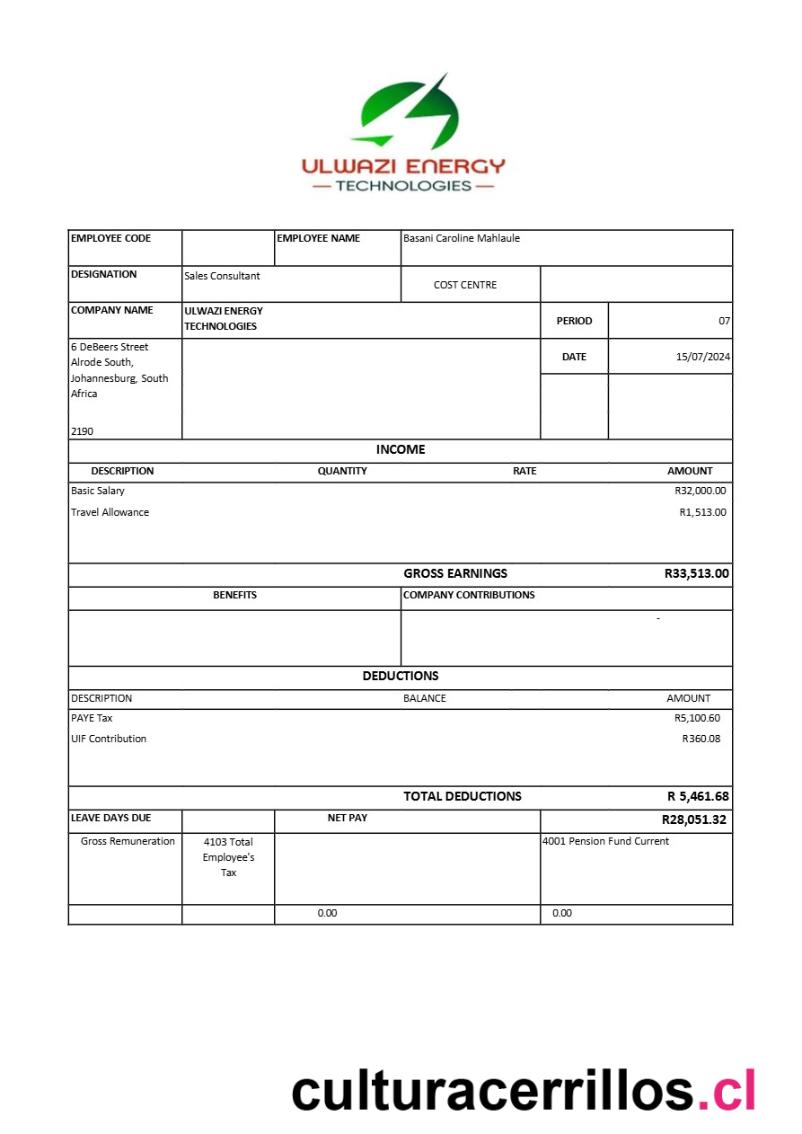 ULWAZI ENERGY
— TECHNOLOGIES —
EMPLOYEE CODE EMPLOYEE NAME Basani Caroline Mahlaule
DESIGNATION Sales Consultant COST CENTRE
COMPANY NAME ULWAZI ENERGY
TECHNOLOGIES PERIOD 07
6 DeBeers Street
Alrode South,
Johannesburg, South
Africa
2190
DATE 15/07/2024
INCOME
DESCRIPTION QUANTITY RATE AMOUNT
Basic Salary R32,000.00
Travel Allowance R1,513.00
GROSS EARNINGS R33,513.00
BENEFITS COMPANY CONTRIBUTIONS
-
DEDUCTIONS
DESCRIPTION BALANCE AMOUNT
PAYE Tax R5,100.60
UIF Contribution R360.08
TOTAL DEDUCTIONS R 5,461.68
LEAVE DAYS DUE NET PAY R28,051.32
Gross Remuneration 4103 Total
Employee's
Tax
4001 Pension Fund Current
0.00 0.00
culturacerrillos.cl